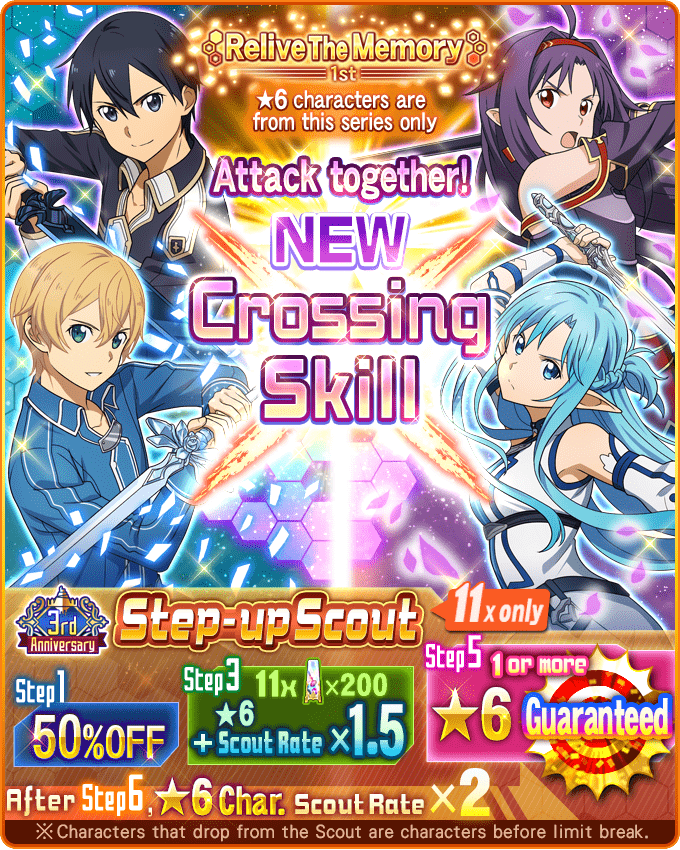 Relive The Memory
1st
★6 characters are
from this series only
Attack together!
NEW
Crossing
Skill
3rd
Anniversary
Step-up Scout
11x only
Step1
50%OFF
Step3
11x ×200
★6
+Scout Rate ×1.5
Step5
1 or more
★6 Guaranteed
After Step6, ★6 Char. Scout Rate ×2
※Characters that drop from the Scout are characters before limit break.